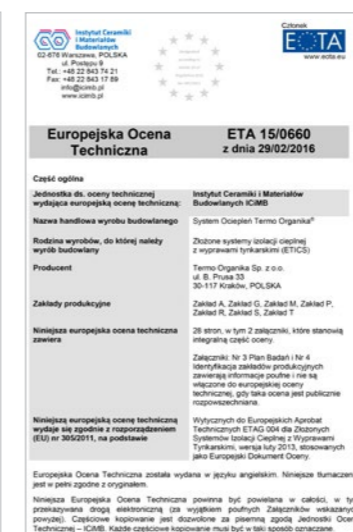 Instytut Ceramiki
i Materiałów
Budowlanych
02-676 Warszawa, POLSKA
ul. Postępu 9
Tel.: +48 22 843 74 21
Fax: +48 22 843 17 89
info@icimb.pl
www.icimb.pl
Członek
EOTA
www.eota.eu
Europejska Ocena
Techniczna
ETA 15/0660
z dnia 29/02/2016
Część ogólna
Jednostka ds. oceny technicznej
wydająca europejską ocenę techniczną:
Instytut Ceramiki i Materiałów
Budowlanych ICiMB
Nazwa handlowa wyrobu budowlanego
System Ociepleń Termo Organika®
Rodzina wyrobów, do której należy
wyrób budowlany
Złożone systemy izolacji cieplnej
z wyprawami tynkarskimi (ETICS)
Producent
Termo Organika Sp. z o.o.
ul. B. Prusa 33
30-117 Kraków, POLSKA
Zakłady produkcyjne
Zakład A, Zakład G, Zakład M, Zakład P,
Zakład R, Zakład S, Zakład T
Niniejsza europejska ocena techniczna
zawiera
28 stron, w tym 2 załączniki, które stanowią
integralną część oceny.
Załączniki: Nr 3 Plan Badań i Nr 4
Identyfikacja zakładów produkcyjnych
zawierają informacje poufne i nie są
włączone do europejskiej oceny
technicznej, gdy taka ocena jest publicznie
rozpowszechniana.
Niniejszą europejską ocenę techniczną
wydaje się zgodnie z rozporządzeniem
(EU) nr 305/2011, na podstawie
Wytycznych do Europejskich Aprobat
Technicznych ETAG 004 dla Złożonych
Systemów Izolacji Cieplnej z Wyprawami
Tynkarskimi, wersja luty 2013, stosowanych
jako Europejski Dokument Oceny.
Europejska Ocena Techniczna została wydana w języku angielskim. Niniejsze tłumaczen
jest w pełni zgodne z oryginałem.
Niniejsza Europejska Ocena Techniczna powinna być powielana w całości, w ty
przekazywana drogą elektroniczną (za wyjątkiem poufnych Załączników wskazany
powyżej). Częściowe kopiowanie jest dozwolone za pisemną zgodą Jednostki Ocen
Technicznej – ICiMB. Każde częściowe kopiowanie musi być w taki sposób oznaczane.